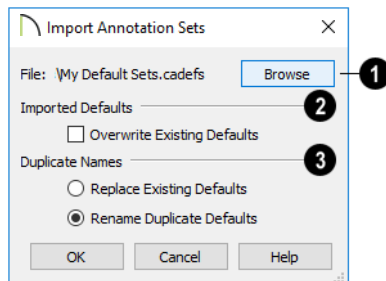 Import Annotation Sets
File: \My Default Sets.cadefs Browse 1
Imported Defaults 2
Overwrite Existing Defaults
Duplicate Names 3
Replace Existing Defaults
Rename Duplicate Defaults
OK Cancel Help